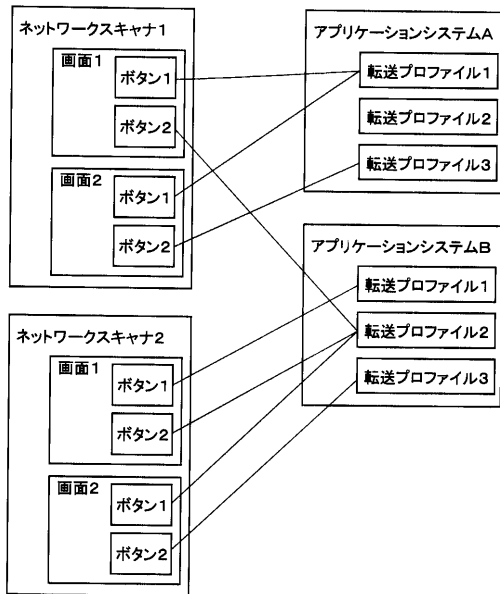 ネットワークスキャナ1
画面1
ボタン1
ボタン2
画面2
ボタン1
ボタン2
ネットワークスキャナ2
画面1
ボタン1
ボタン2
画面2
ボタン1
ボタン2
アプリケーションシステムA
転送プロファイル1
転送プロファイル2
転送プロファイル3
アプリケーションシステムB
転送プロファイル1
転送プロファイル2
転送プロファイル3